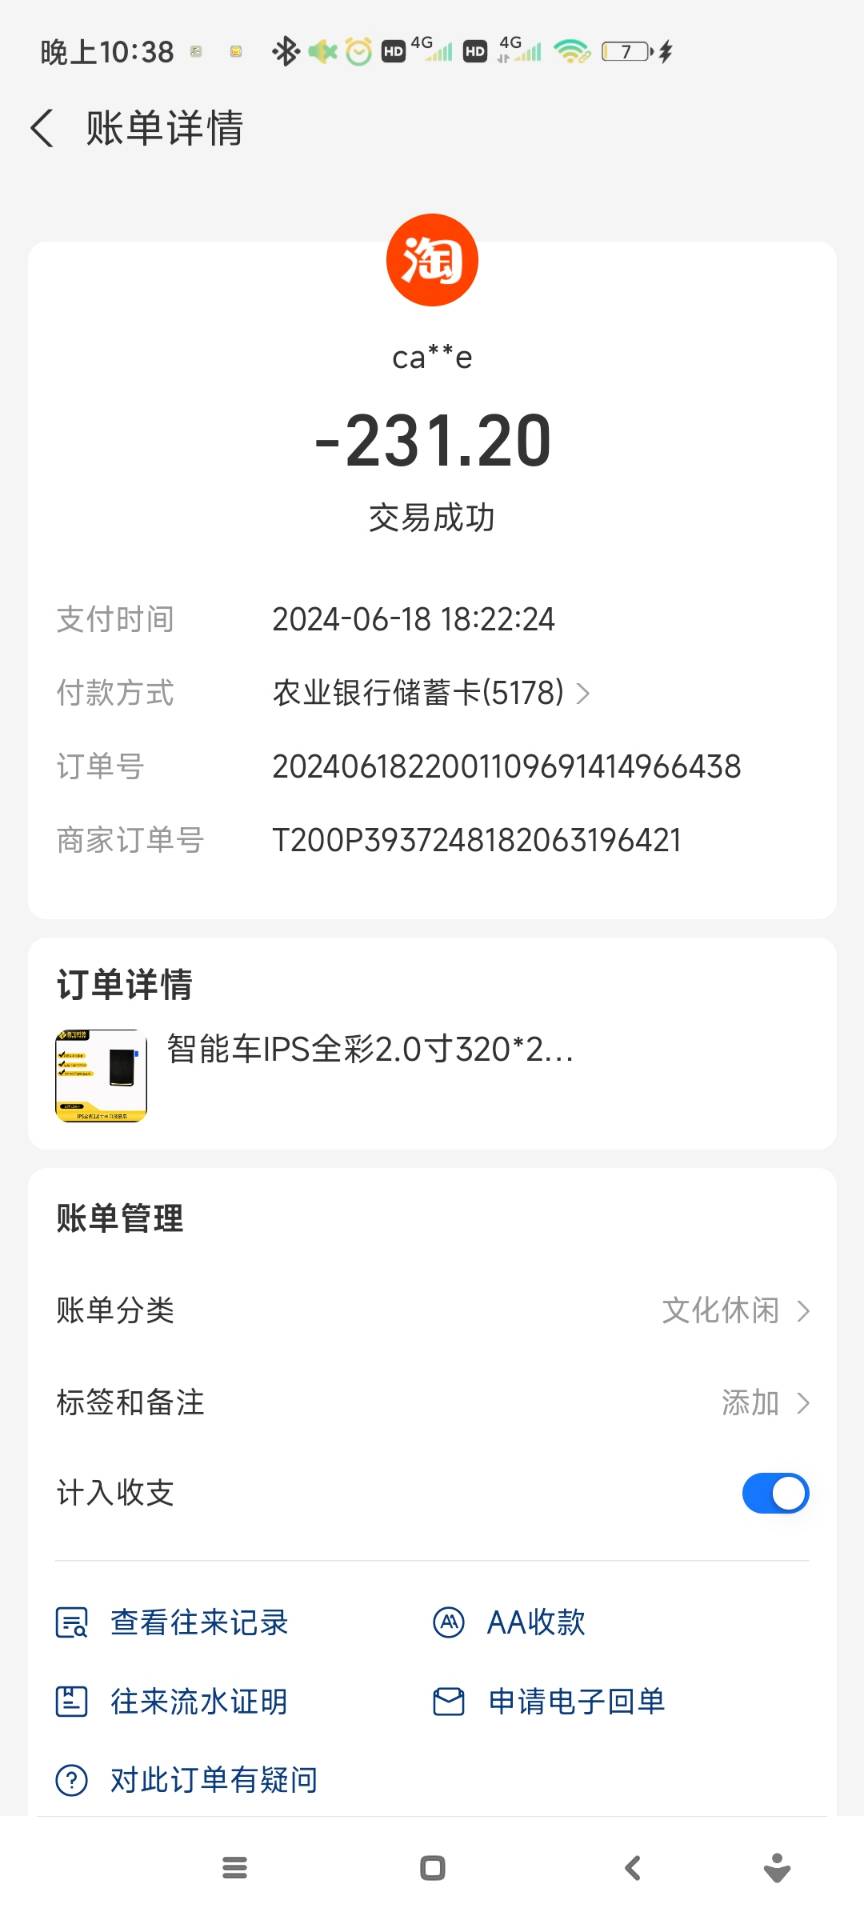 晚上10:38
HD 4G HD 4G 7
账单详情
淘
ca**e
-231.20
交易成功
支付时间 2024-06-18 18:22:24
付款方式 农业银行储蓄卡(5178)
订单号 2024061822001109691414966438
商家订单号 T200P3937248182063196421
订单详情
智能车IPS全彩2.0寸320*2...
账单管理
账单分类 文化休闲
标签和备注 添加
计入收支
查看往来记录 AA收款
往来流水证明 申请电子回单
对此订单有疑问